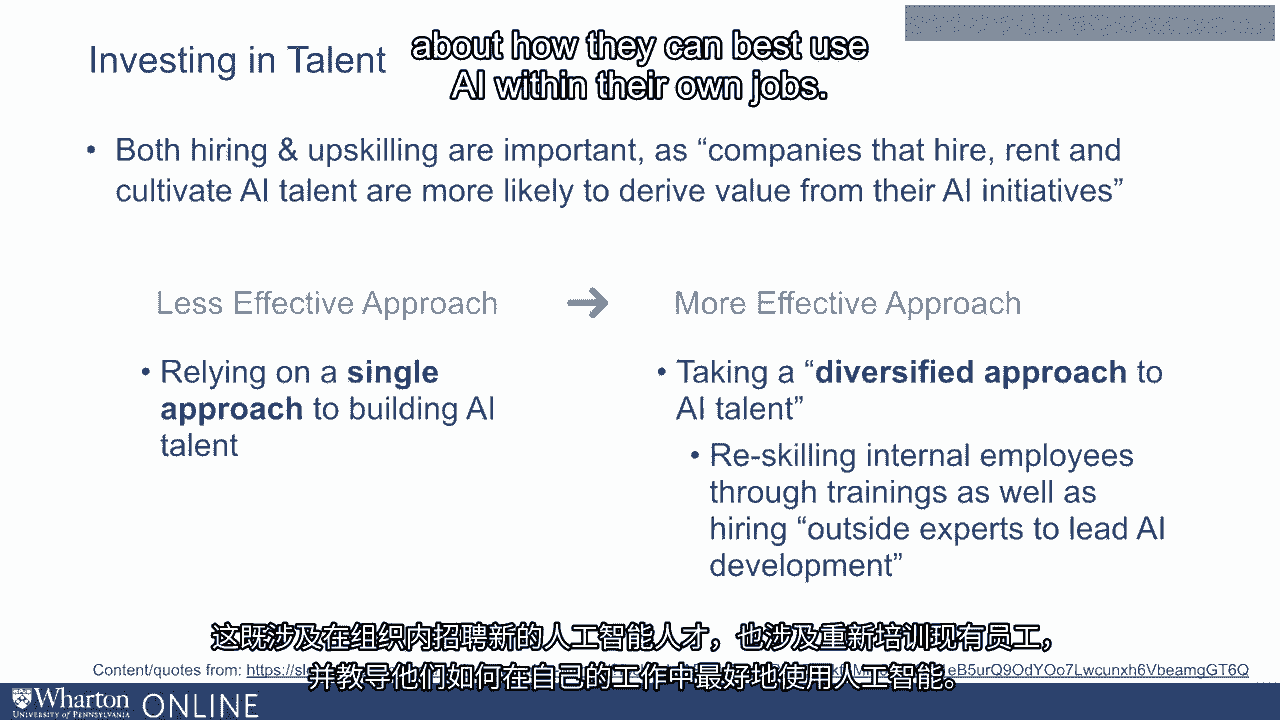 Investing in Talent
about how they can best use
AI within their own jobs.
• Both hiring & upskilling are important, as “companies that hire, rent and
cultivate AI talent are more likely to derive value from their AI initiatives”
Less Effective Approach ➔ More Effective Approach
• Relying on a single
approach to building AI
talent
• Taking a “diversified approach to
AI talent”
• Re-skilling internal employees
through trainings as well as
hiring “outside experts to lead AI
development”
这既涉及在组织内招聘新的人工智能人才，也涉及重新培训现有员工，
Content/quotes from:
并教导他们如何在自己的工作中最好地使用人工智能。
Wharton ONLINE
UNIVERSITY of PENNSYLVANIA